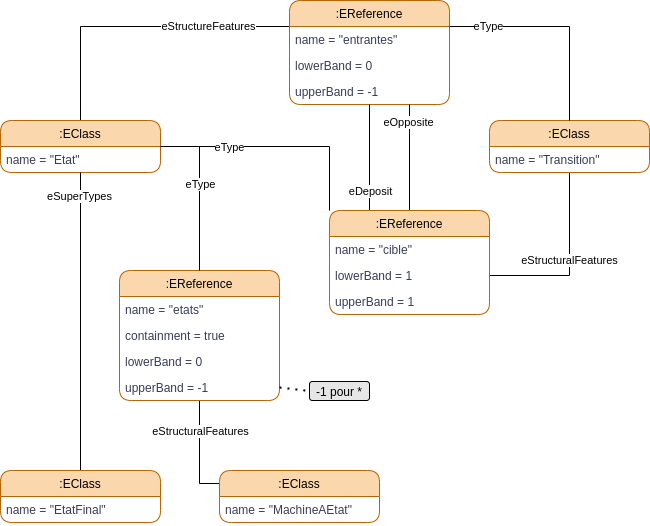 :EReference
name = "entrantes"
lowerBand = 0
upperBand = -1
eStructureFeatures
eType
:EClass
name = "Etat"
eOpposite
:EClass
name = "Transition"
eType
eType
eSuperTypes
eDeposit
:EReference
name = "cible"
lowerBand = 1
upperBand = 1
eStructuralFeatures
:EReference
name = "etats"
containment = true
lowerBand = 0
upperBand = -1
-1 pour *
eStructuralFeatures
:EClass
name = "EtatFinal"
:EClass
name = "MachineAEtat"